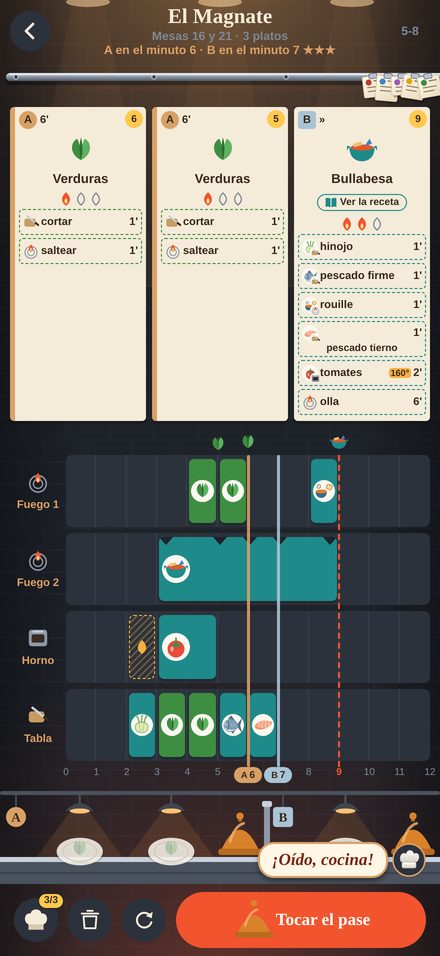 El Magnate
Mesas 16 y 21 · 3 platos
A en el minuto 6 · B en el minuto 7 ★★★
5-8
A 6' 6
Verduras
cortar 1'
saltear 1'
A 6' 5
Verduras
cortar 1'
saltear 1'
B » 9
Bullabesa
Ver la receta
hinojo 1'
pescado firme 1'
rouille 1'
1'
pescado tierno
tomates 160° 2'
olla 6'
Fuego 1
Fuego 2
Horno
Tabla
0 1 2 3 4 5 A 6 B 7 8 9 10 11 12
A
B
¡Oído, cocina!
3/3
Tocar el pase